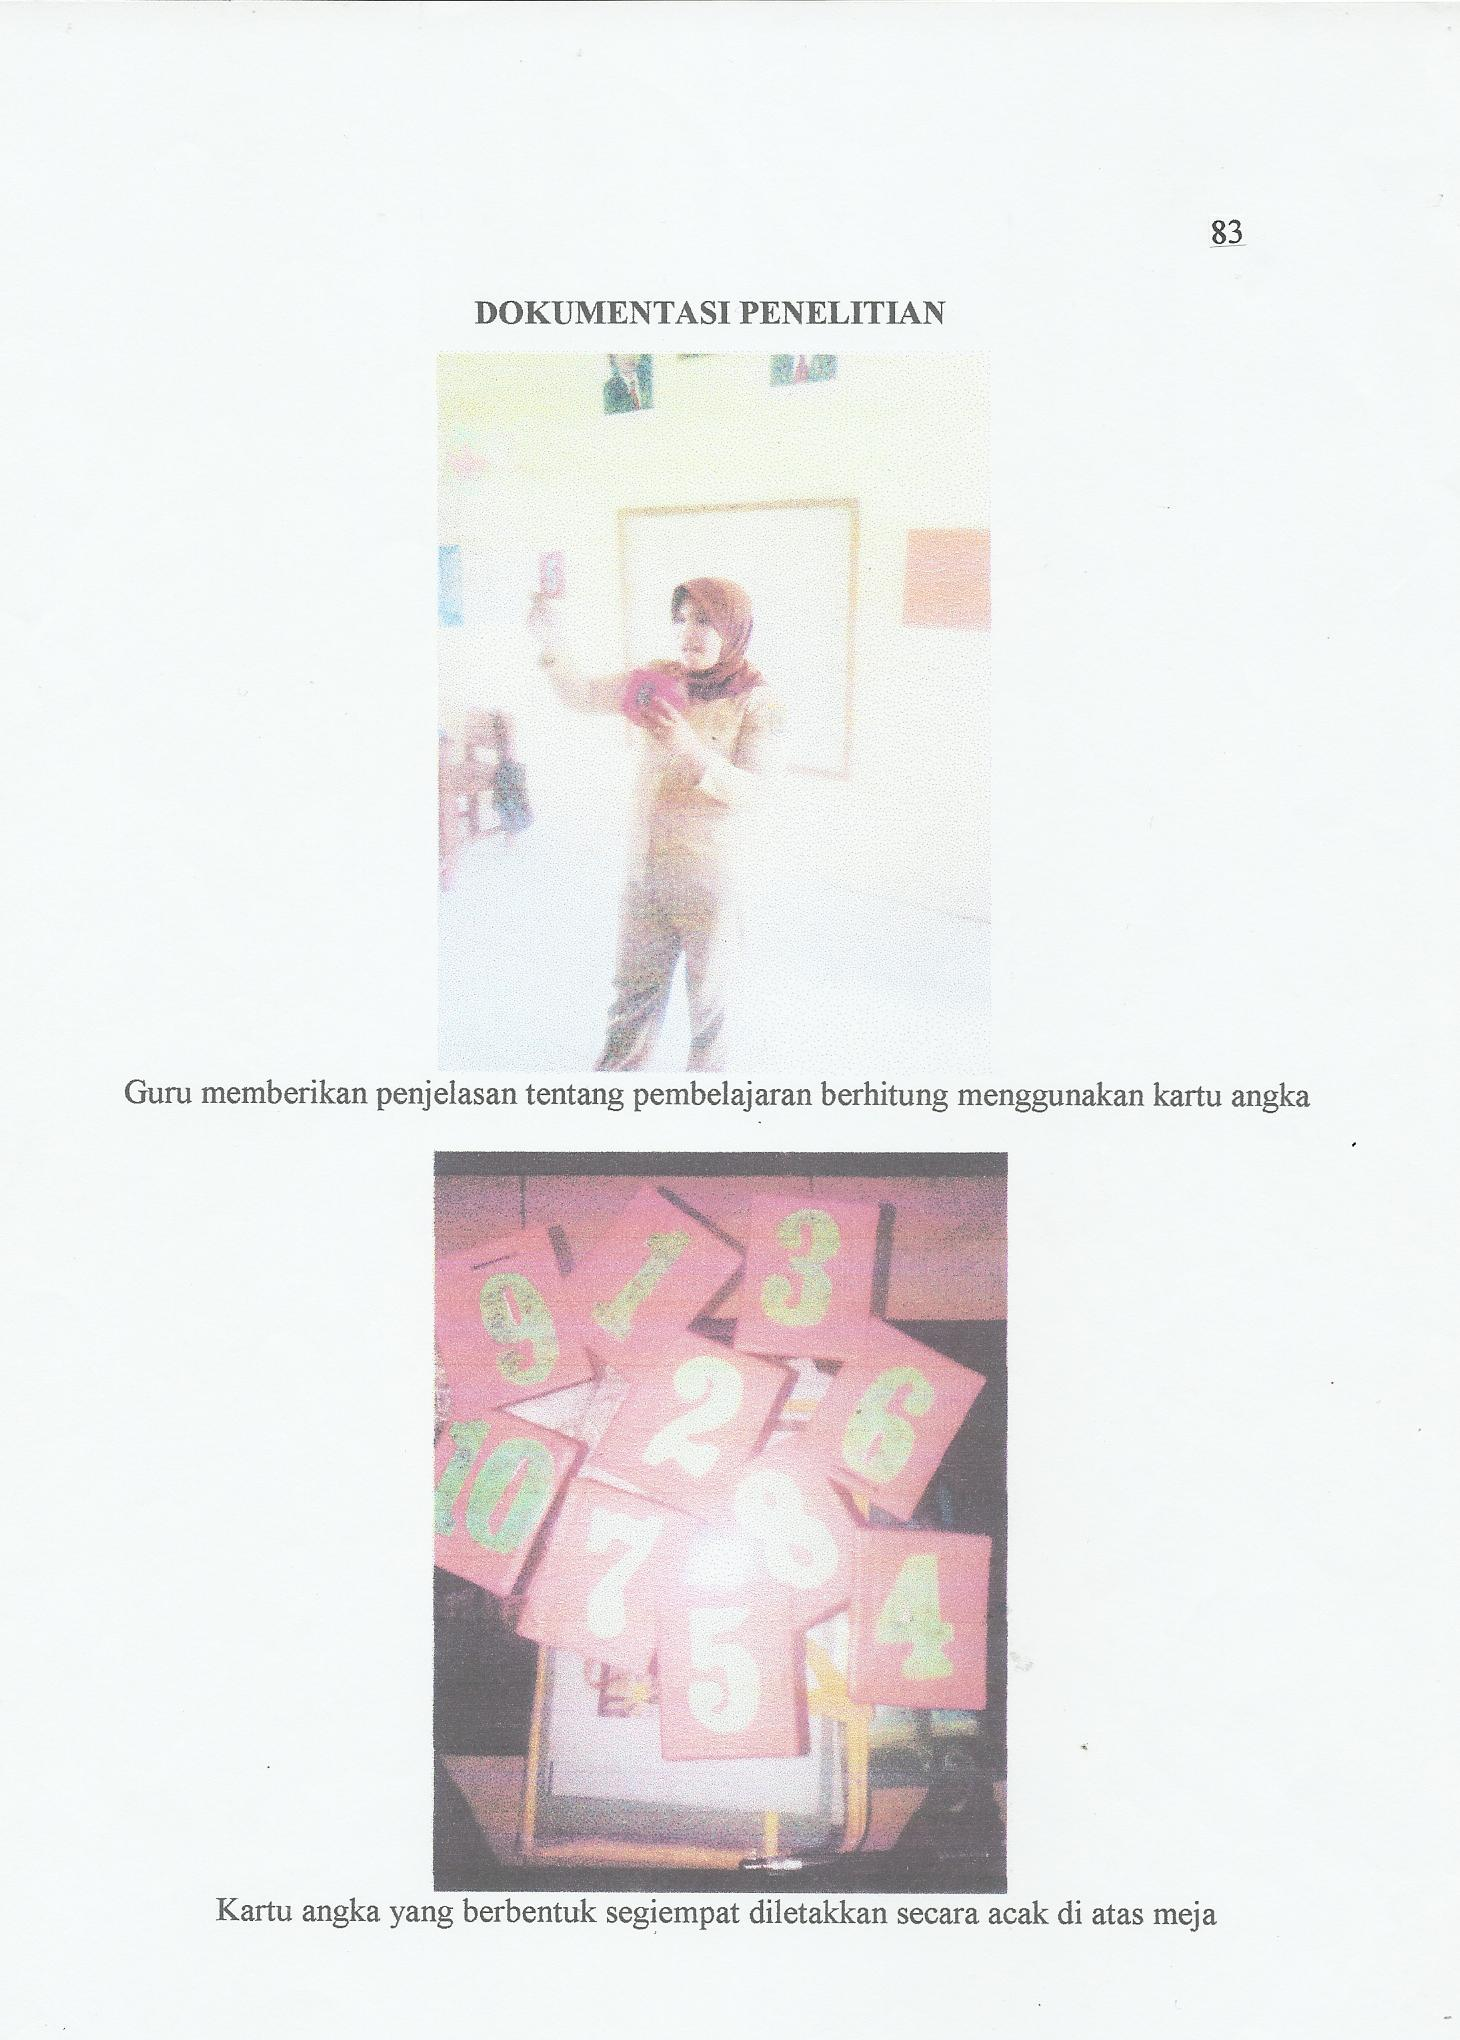 83
DOKUMENTASI PENELITIAN
Guru memberikan penjelasan tentang pembelajaran berhitung menggunakan kartu angka
9 1 3
2 6
10
7 8
5 4
Kartu angka yang berbentuk segiempat diletakkan secara acak di atas meja